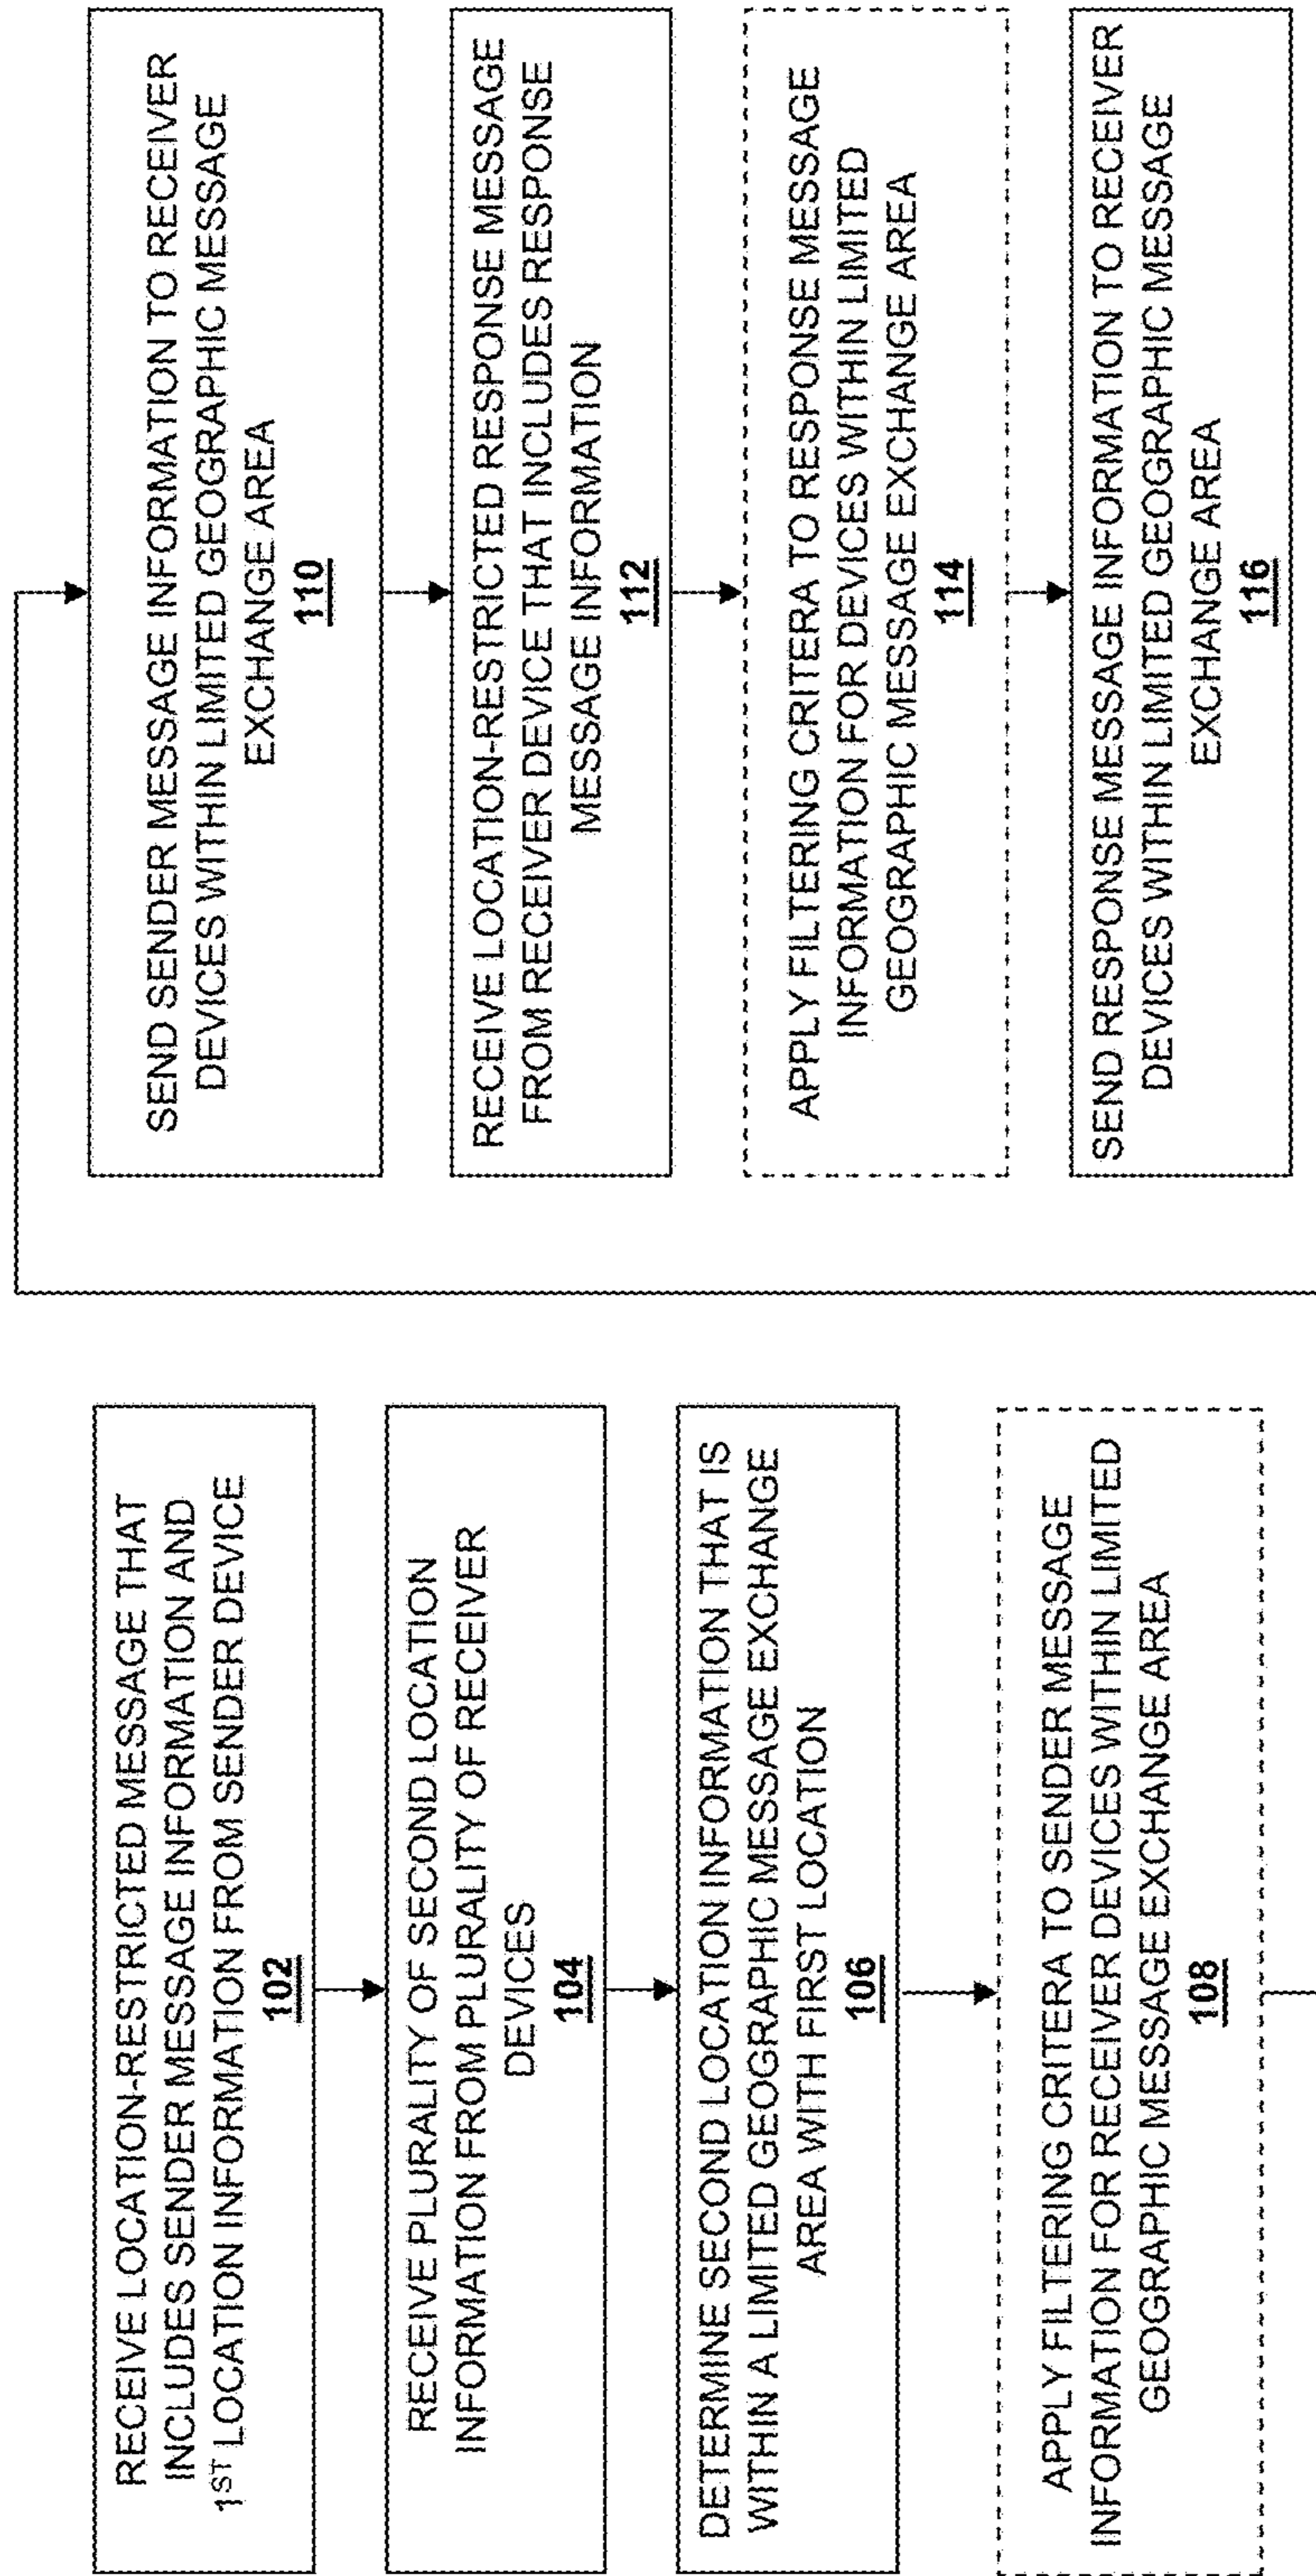 RECEIVE LOCATION-RESTRICTED MESSAGE THAT
INCLUDES SENDER MESSAGE INFORMATION AND
1ST LOCATION INFORMATION FROM SENDER DEVICE
102
RECEIVE PLURALITY OF SECOND LOCATION
INFORMATION FROM PLURALITY OF RECEIVER
DEVICES
104
DETERMINE SECOND LOCATION INFORMATION THAT IS
WITHIN A LIMITED GEOGRAPHIC MESSAGE EXCHANGE
AREA WITH FIRST LOCATION
106
APPLY FILTERING CRITERA TO SENDER MESSAGE
INFORMATION FOR RECEIVER DEVICES WITHIN LIMITED
GEOGRAPHIC MESSAGE EXCHANGE AREA
108
SEND SENDER MESSAGE INFORMATION TO RECEIVER
DEVICES WITHIN LIMITED GEOGRAPHIC MESSAGE
EXCHANGE AREA
110
RECEIVE LOCATION-RESTRICTED RESPONSE MESSAGE
FROM RECEIVER DEVICE THAT INCLUDES RESPONSE
MESSAGE INFORMATION
112
APPLY FILTERING CRITERA TO RESPONSE MESSAGE
INFORMATION FOR DEVICES WITHIN LIMITED
GEOGRAPHIC MESSAGE EXCHANGE AREA
114
SEND RESPONSE MESSAGE INFORMATION TO RECEIVER
DEVICES WITHIN LIMITED GEOGRAPHIC MESSAGE
EXCHANGE AREA
116